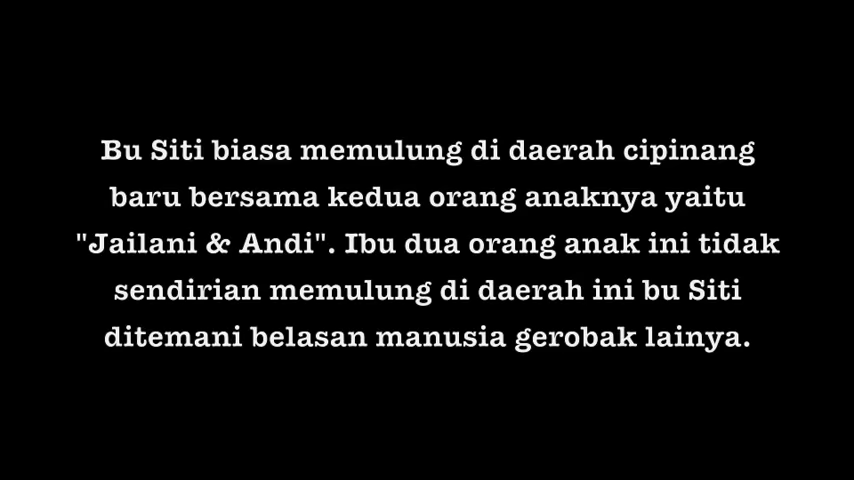 Bu Siti biasa memulung di daerah cipinang
baru bersama kedua orang anaknya yaitu
"Jailani & Andi". Ibu dua orang anak ini tidak
sendirian memulung di daerah ini bu Siti
ditemani belasan manusia gerobak lainya.